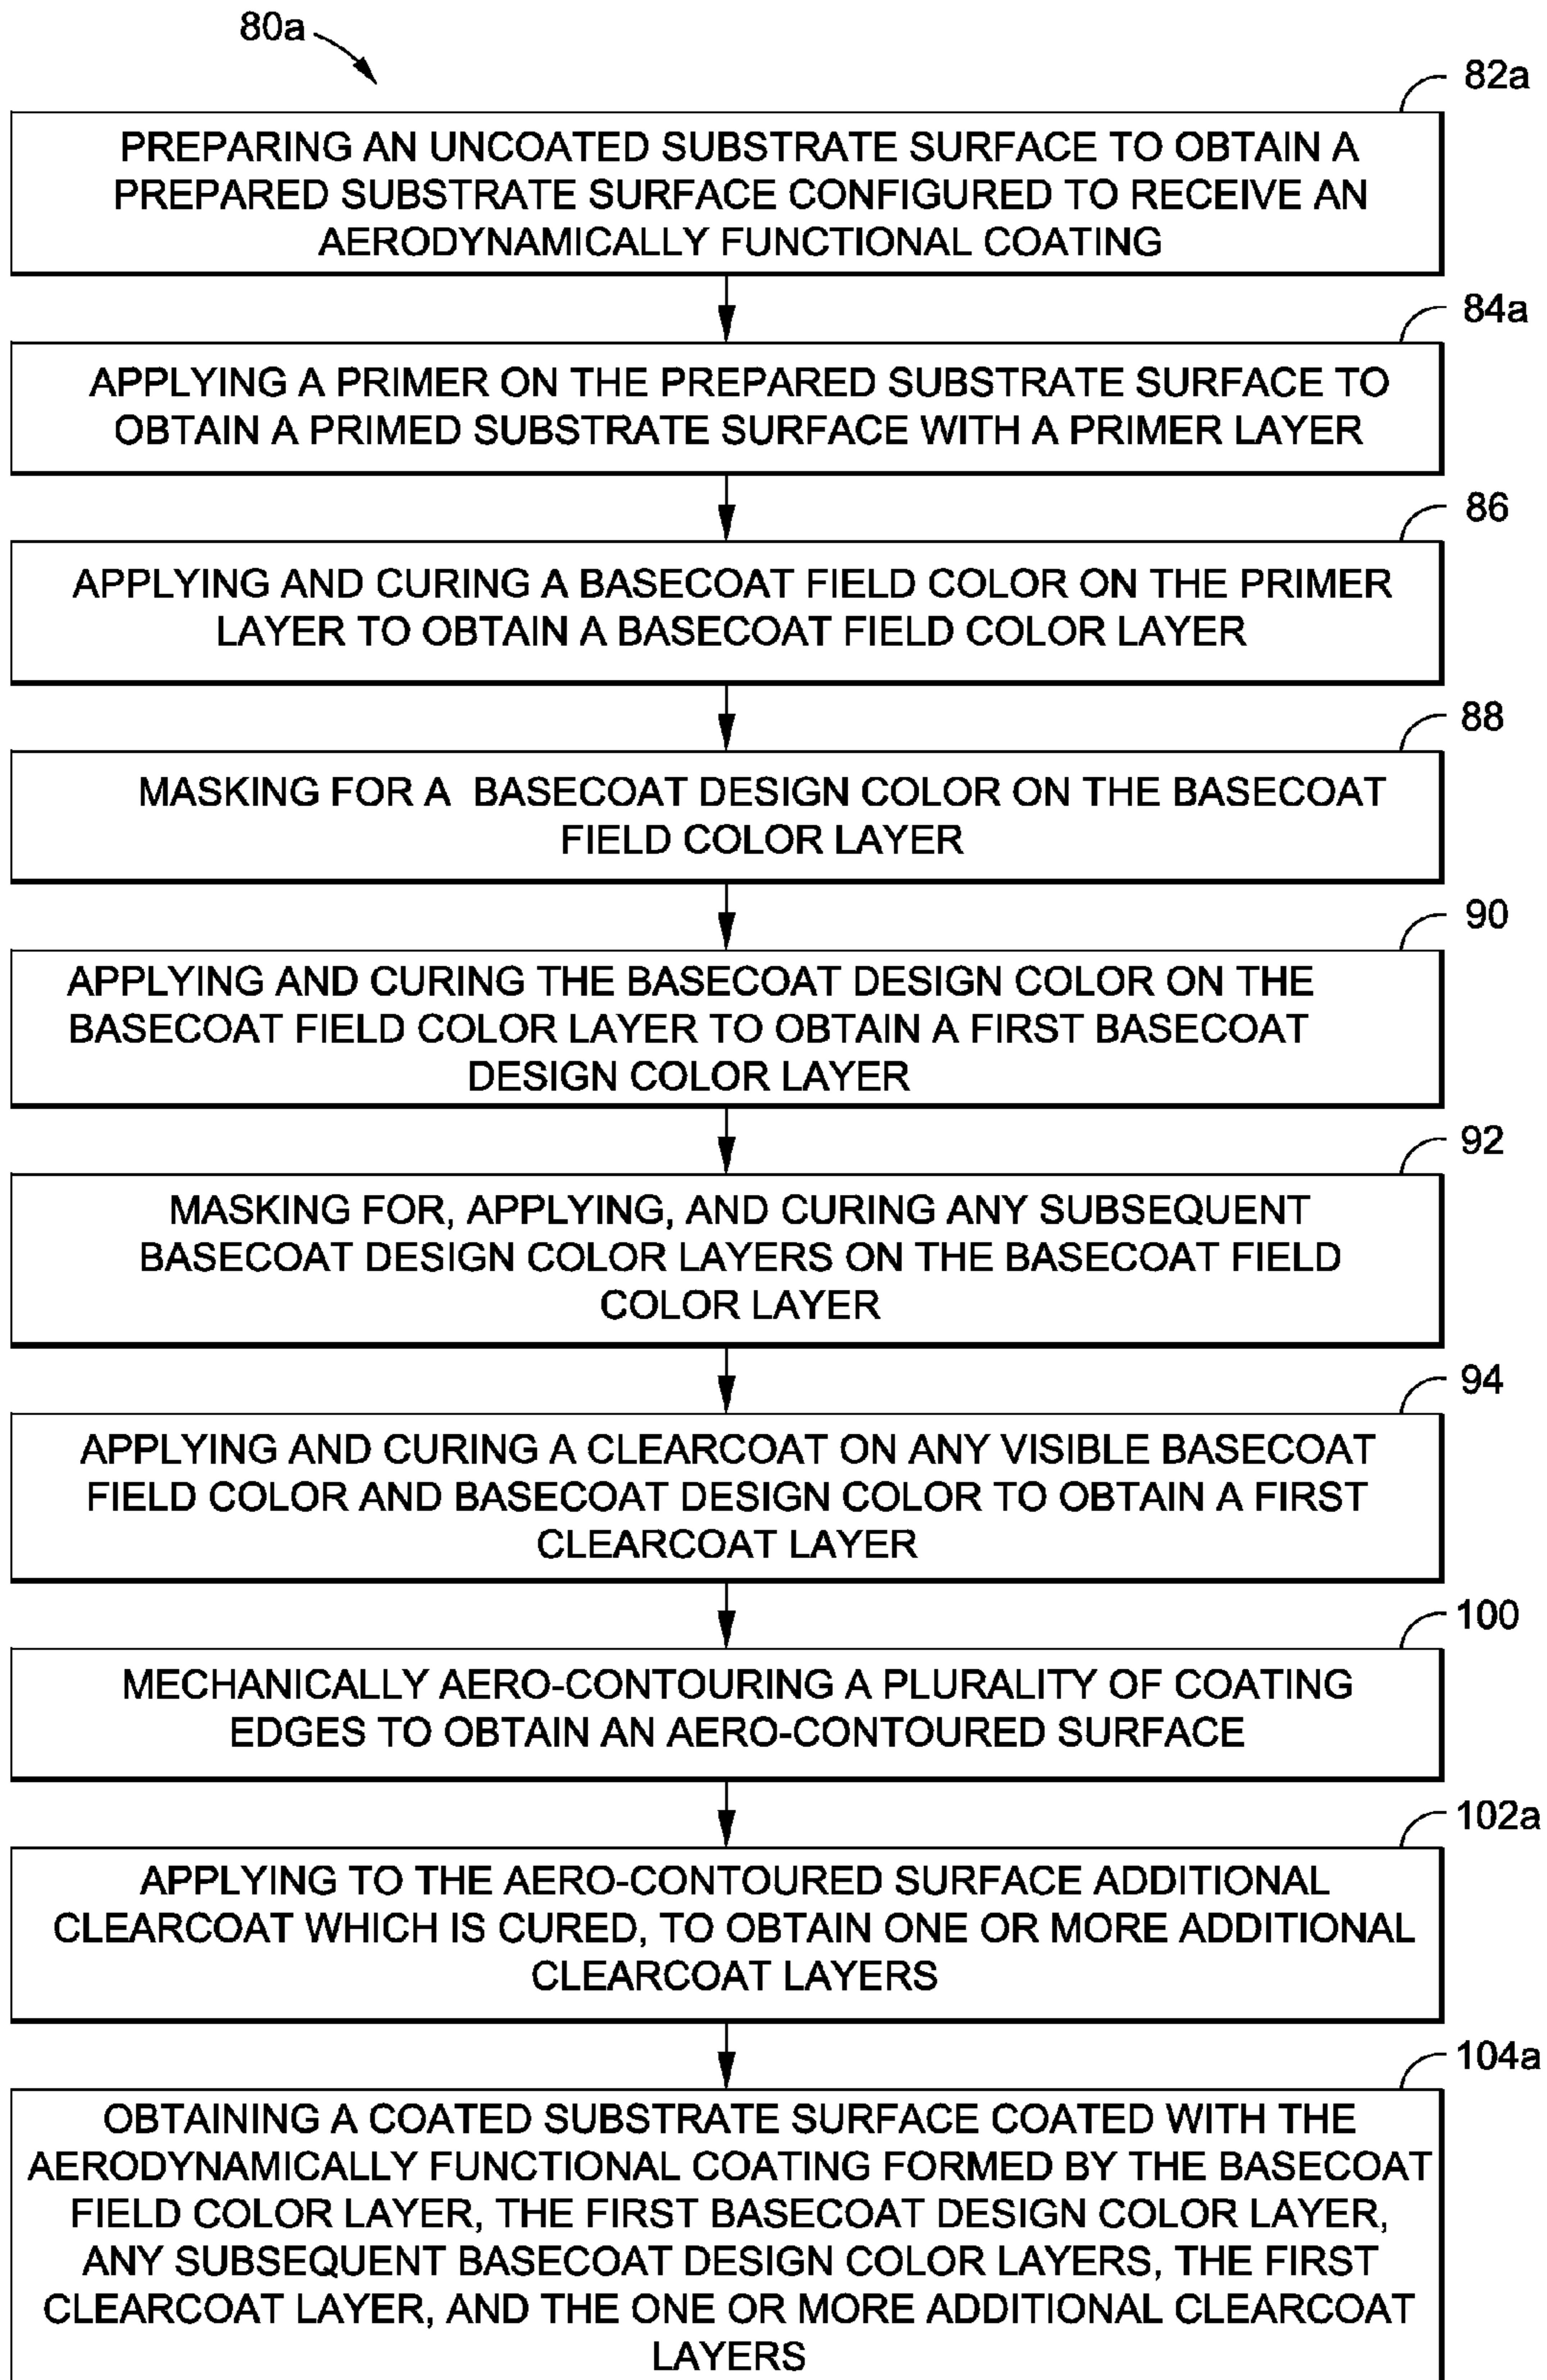 80a
82a
PREPARING AN UNCOATED SUBSTRATE SURFACE TO OBTAIN A
PREPARED SUBSTRATE SURFACE CONFIGURED TO RECEIVE AN
AERODYNAMICALLY FUNCTIONAL COATING
84a
APPLYING A PRIMER ON THE PREPARED SUBSTRATE SURFACE TO
OBTAIN A PRIMED SUBSTRATE SURFACE WITH A PRIMER LAYER
86
APPLYING AND CURING A BASECOAT FIELD COLOR ON THE PRIMER
LAYER TO OBTAIN A BASECOAT FIELD COLOR LAYER
88
MASKING FOR A BASECOAT DESIGN COLOR ON THE BASECOAT
FIELD COLOR LAYER
90
APPLYING AND CURING THE BASECOAT DESIGN COLOR ON THE
BASECOAT FIELD COLOR LAYER TO OBTAIN A FIRST BASECOAT
DESIGN COLOR LAYER
92
MASKING FOR, APPLYING, AND CURING ANY SUBSEQUENT
BASECOAT DESIGN COLOR LAYERS ON THE BASECOAT FIELD
COLOR LAYER
94
APPLYING AND CURING A CLEARCOAT ON ANY VISIBLE BASECOAT
FIELD COLOR AND BASECOAT DESIGN COLOR TO OBTAIN A FIRST
CLEARCOAT LAYER
100
MECHANICALLY AERO-CONTOURING A PLURALITY OF COATING
EDGES TO OBTAIN AN AERO-CONTOURED SURFACE
102a
APPLYING TO THE AERO-CONTOURED SURFACE ADDITIONAL
CLEARCOAT WHICH IS CURED, TO OBTAIN ONE OR MORE ADDITIONAL
CLEARCOAT LAYERS
104a
OBTAINING A COATED SUBSTRATE SURFACE COATED WITH THE
AERODYNAMICALLY FUNCTIONAL COATING FORMED BY THE BASECOAT
FIELD COLOR LAYER, THE FIRST BASECOAT DESIGN COLOR LAYER,
ANY SUBSEQUENT BASECOAT DESIGN COLOR LAYERS, THE FIRST
CLEARCOAT LAYER, AND THE ONE OR MORE ADDITIONAL CLEARCOAT
LAYERS